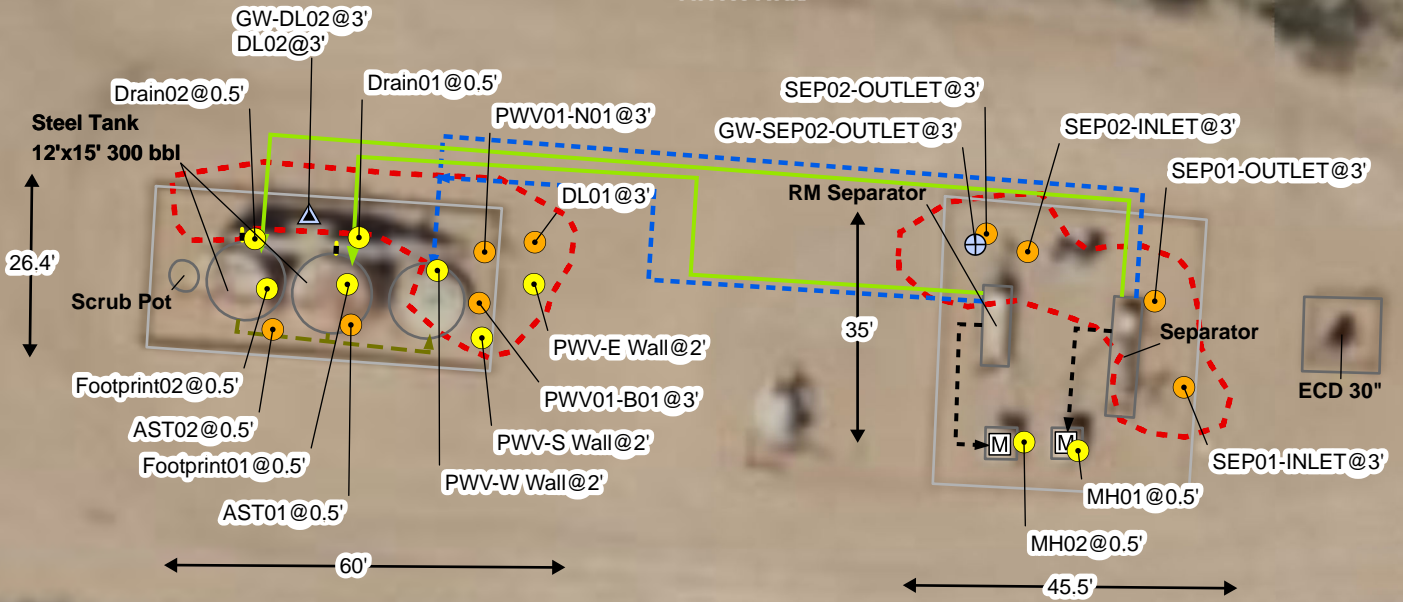 GW-DL02@3'
DL02@3'
Drain02@0.5'
Drain01@0.5'
PWV01-N01@3'
SEP02-OUTLET@3'
GW-SEP02-OUTLET@3'
SEP02-INLET@3'
SEP01-OUTLET@3'
Steel Tank
12'x15' 300 bbl
DL01@3'
RM Separator
26.4'
Scrub Pot
35'
Separator
PWV-E Wall@2'
ECD 30"
Footprint02@0.5'
PWV01-B01@3'
AST02@0.5'
PWV-S Wall@2'
M
M
Footprint01@0.5'
PWV-W Wall@2'
SEP01-INLET@3'
MH01@0.5'
AST01@0.5'
MH02@0.5'
60'
45.5'